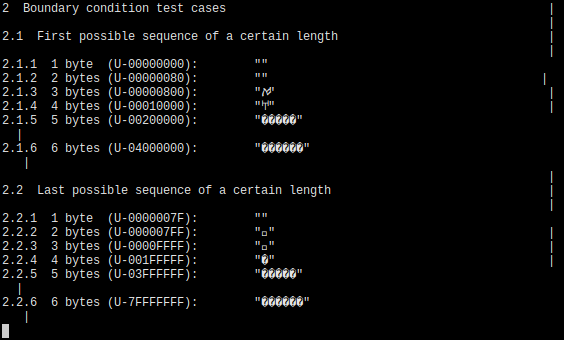 2  Boundary condition test cases                                              |
                                                                              |
2.1  First possible sequence of a certain length                              |
                                                                              |
2.1.1  1 byte  (U-00000000):        ""
2.1.2  2 bytes (U-00000080):        ""                                       |
2.1.3  3 bytes (U-00000800):        "ࠀ"                                       |
2.1.4  4 bytes (U-00010000):        "𐀀"                                       |
2.1.5  5 bytes (U-00200000):        "�����"
  |
2.1.6  6 bytes (U-04000000):        "������"
   |
                                                                              |
2.2  Last possible sequence of a certain length                               |
                                                                              |
2.2.1  1 byte  (U-0000007F):        ""
2.2.2  2 bytes (U-000007FF):        "□"                                       |
2.2.3  3 bytes (U-0000FFFF):        "□"                                       |
2.2.4  4 bytes (U-001FFFFF):        "�"                                       |
2.2.5  5 bytes (U-03FFFFFF):        "�����"
  |
2.2.6  6 bytes (U-7FFFFFFF):        "������"
   |